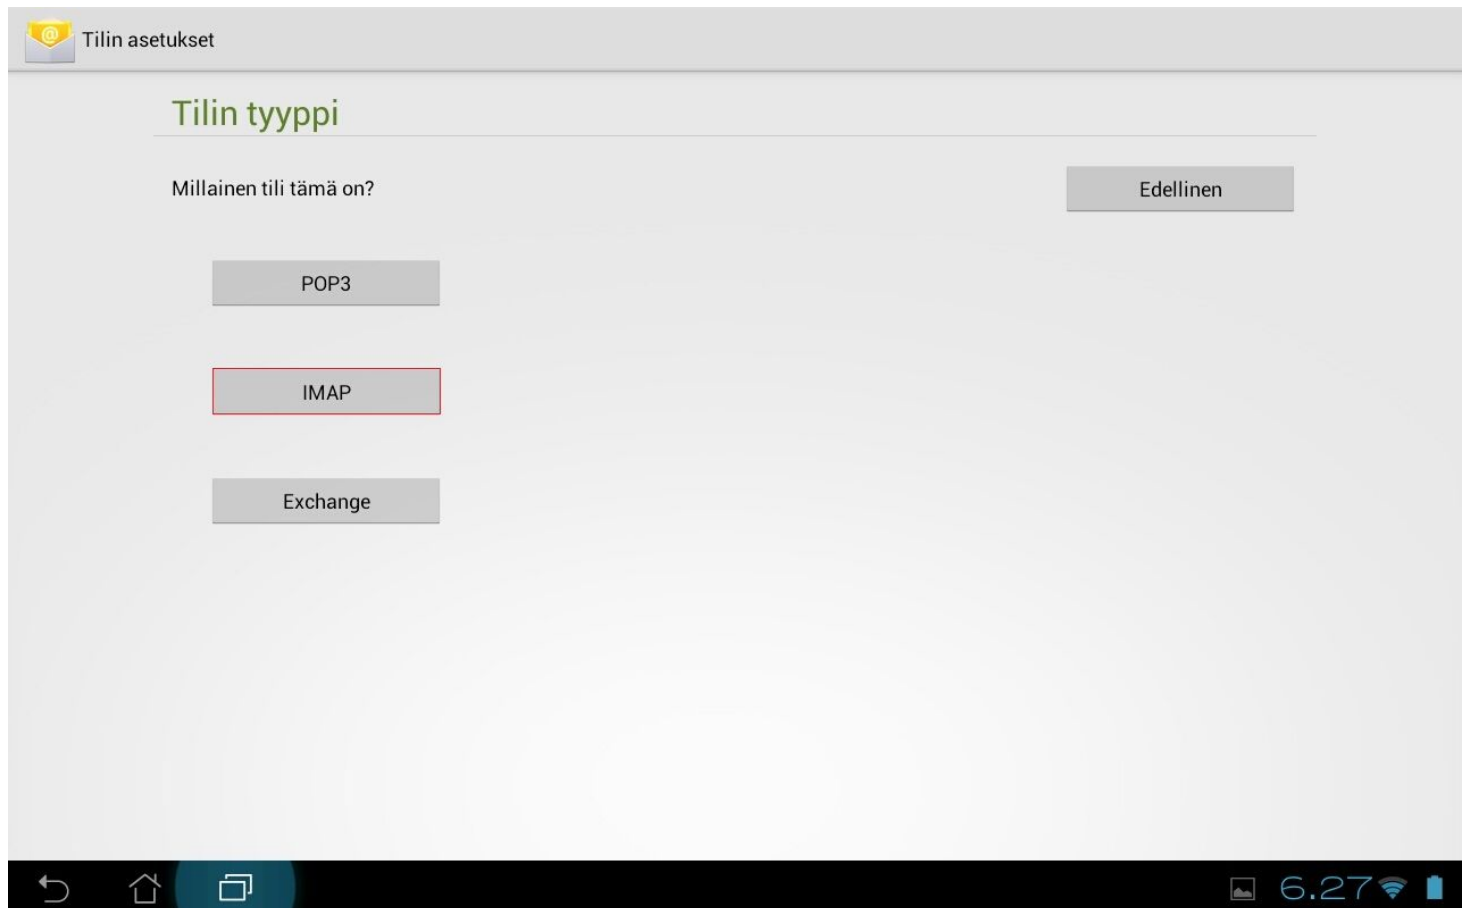 Tilin asetukset
Tilin tyyppi
Millainen tili tämä on?
Edellinen
POP3
IMAP
Exchange
6.27